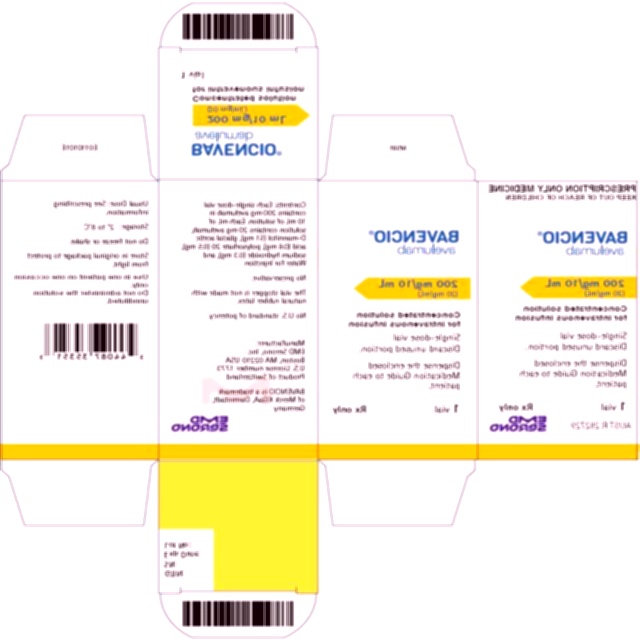 BAVENCIO®
avelumab
200 mg/10 mL
(20 mg/mL)
Concentrated solution
for intravenous infusion
1 vial
PRESCRIPTION ONLY MEDICINE
KEEP OUT OF REACH OF CHILDREN
BAVENCIO®
avelumab
200 mg/10 mL
(20 mg/mL)
Concentrated solution
for intravenous infusion
Single-dose vial
Discard unused portion.
Dispense the enclosed
Medication Guide to each
patient.
1 vial Rx only
AUST R 282729
EMD
SERONO
BAVENCIO®
avelumab
200 mg/10 mL
(20 mg/mL)
Concentrated solution
for intravenous infusion
Single-dose vial
Discard unused portion.
Dispense the enclosed
Medication Guide to each
patient.
1 vial Rx only
Contents: Each single-dose vial
contains 200 mg avelumab in
10 mL of solution. Each mL of
solution contains 20 mg avelumab,
D-mannitol (51 mg), glacial acetic
acid (0.6 mg), polysorbate 20 (0.5 mg),
sodium hydroxide (0.3 mg), and
Water for Injection
No preservative
The vial stopper is not made with
natural rubber latex
No U.S. standard of potency
Manufacturer:
EMD Serono, Inc.
Boston, MA 02210 USA
U.S. License number: 1773
Product of Switzerland
BAVENCIO is a trademark
of Merck KGaA, Darmstadt,
Germany
EMD
SERONO
Usual Dose: See prescribing
information.
Storage: 2° to 8°C
Do not freeze or shake.
Store in original package to protect
from light.
Use in one patient on one occasion
only.
Do not administer the solution
undiluted.